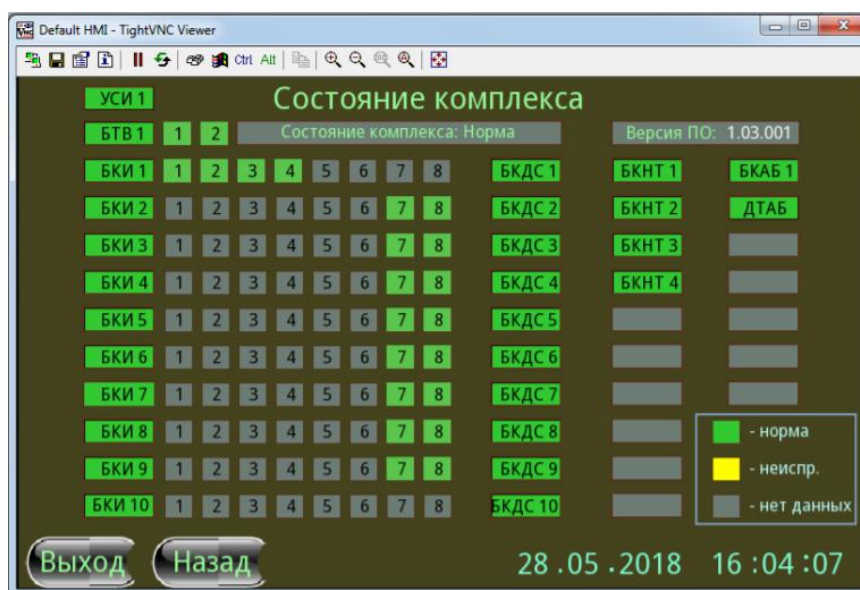 Default HMI - TightVNC Viewer
Ctrl Alt
УСИ 1 Состояние комплекса
БТВ 1 1 2 Состояние комплекса: Норма Версия ПО: 1.03.001
БКИ 1 1 2 3 4 5 6 7 8 БКДС 1 БКНТ 1 БКАБ 1
БКИ 2 1 2 3 4 5 6 7 8 БКДС 2 БКНТ 2 ДТАБ
БКИ 3 1 2 3 4 5 6 7 8 БКДС 3 БКНТ 3
БКИ 4 1 2 3 4 5 6 7 8 БКДС 4 БКНТ 4
БКИ 5 1 2 3 4 5 6 7 8 БКДС 5
БКИ 6 1 2 3 4 5 6 7 8 БКДС 6
БКИ 7 1 2 3 4 5 6 7 8 БКДС 7
БКИ 8 1 2 3 4 5 6 7 8 БКДС 8 - норма
БКИ 9 1 2 3 4 5 6 7 8 БКДС 9 - неиспр.
БКИ 10 1 2 3 4 5 6 7 8 БКДС 10 - нет данных
Выход Назад 28 .05 .2018 16 :04 :07